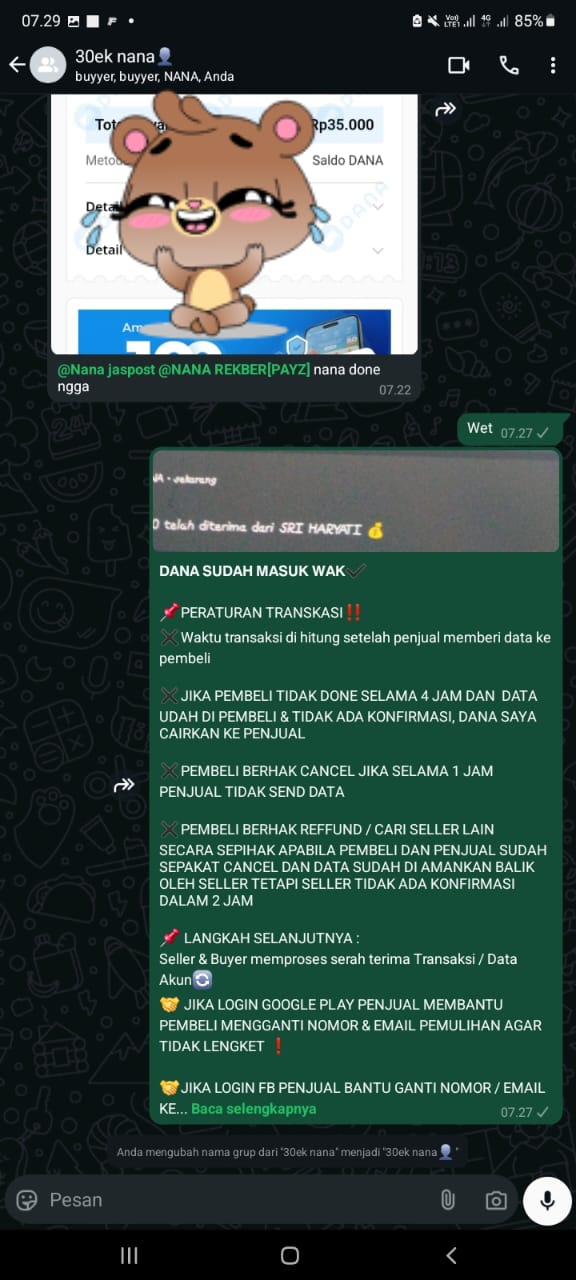 07.29
Vo))
LTE1
4G
85%
30ek nana👤
buyyer, buyyer, NANA, Anda
Rp35.000
Saldo DANA
Detail
Detail
DANA
@Nana jaspost @NANA REKBER[PAYZ] nana done
ngga
07.22
Wet 07.27
sekarang
0 telah diterima dari SRI HARYATI 💰
DANA SUDAH MASUK WAK✔️
📌PERATURAN TRANSKASI‼️
✖️Waktu transaksi di hitung setelah penjual memberi data ke
pembeli
✖️JIKA PEMBELI TIDAK DONE SELAMA 4 JAM DAN DATA
UDAH DI PEMBELI & TIDAK ADA KONFIRMASI, DANA SAYA
CAIRKAN KE PENJUAL
✖️PEMBELI BERHAK CANCEL JIKA SELAMA 1 JAM
PENJUAL TIDAK SEND DATA
✖️PEMBELI BERHAK REFFUND / CARI SELLER LAIN
SECARA SEPIHAK APABILA PEMBELI DAN PENJUAL SUDAH
SEPAKAT CANCEL DAN DATA SUDAH DI AMANKAN BALIK
OLEH SELLER TETAPI SELLER TIDAK ADA KONFIRMASI
DALAM 2 JAM
📌 LANGKAH SELANJUTNYA :
Seller & Buyer memproses serah terima Transaksi / Data
Akun🔄
🤝 JIKA LOGIN GOOGLE PLAY PENJUAL MEMBANTU
PEMBELI MENGGANTI NOMOR & EMAIL PEMULIHAN AGAR
TIDAK LENGKET ❗
🤝JIKA LOGIN FB PENJUAL BANTU GANTI NOMOR / EMAIL
KE... Baca selengkapnya
07.27
Anda mengubah nama grup dari "30ek nana" menjadi "30ek nana👤"
Pesan